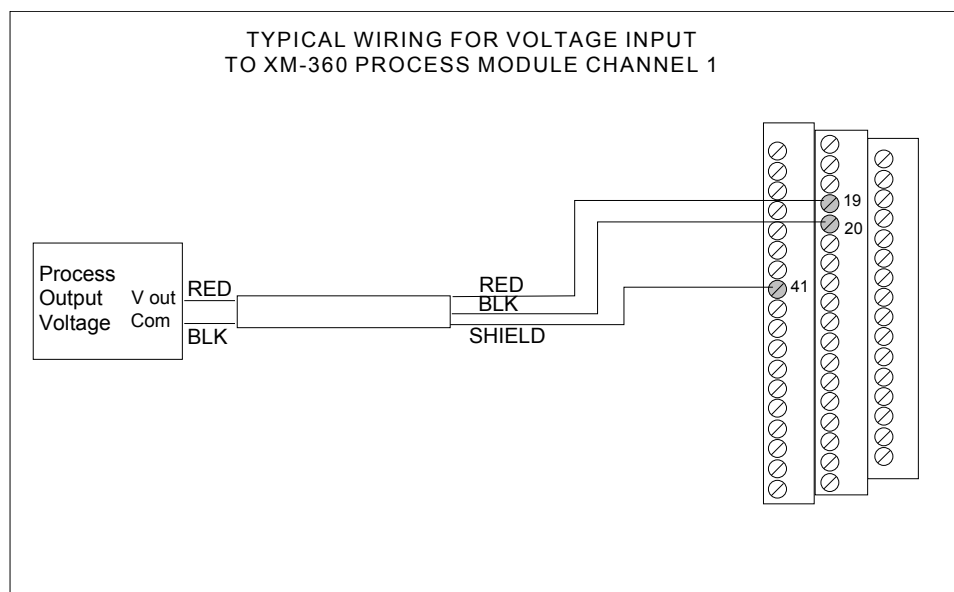 TYPICAL WIRING FOR VOLTAGE INPUT
TO XM-360 PROCESS MODULE CHANNEL 1
19
20
Process
Output
Voltage
V out
Com
RED
BLK
RED
BLK
SHIELD
41